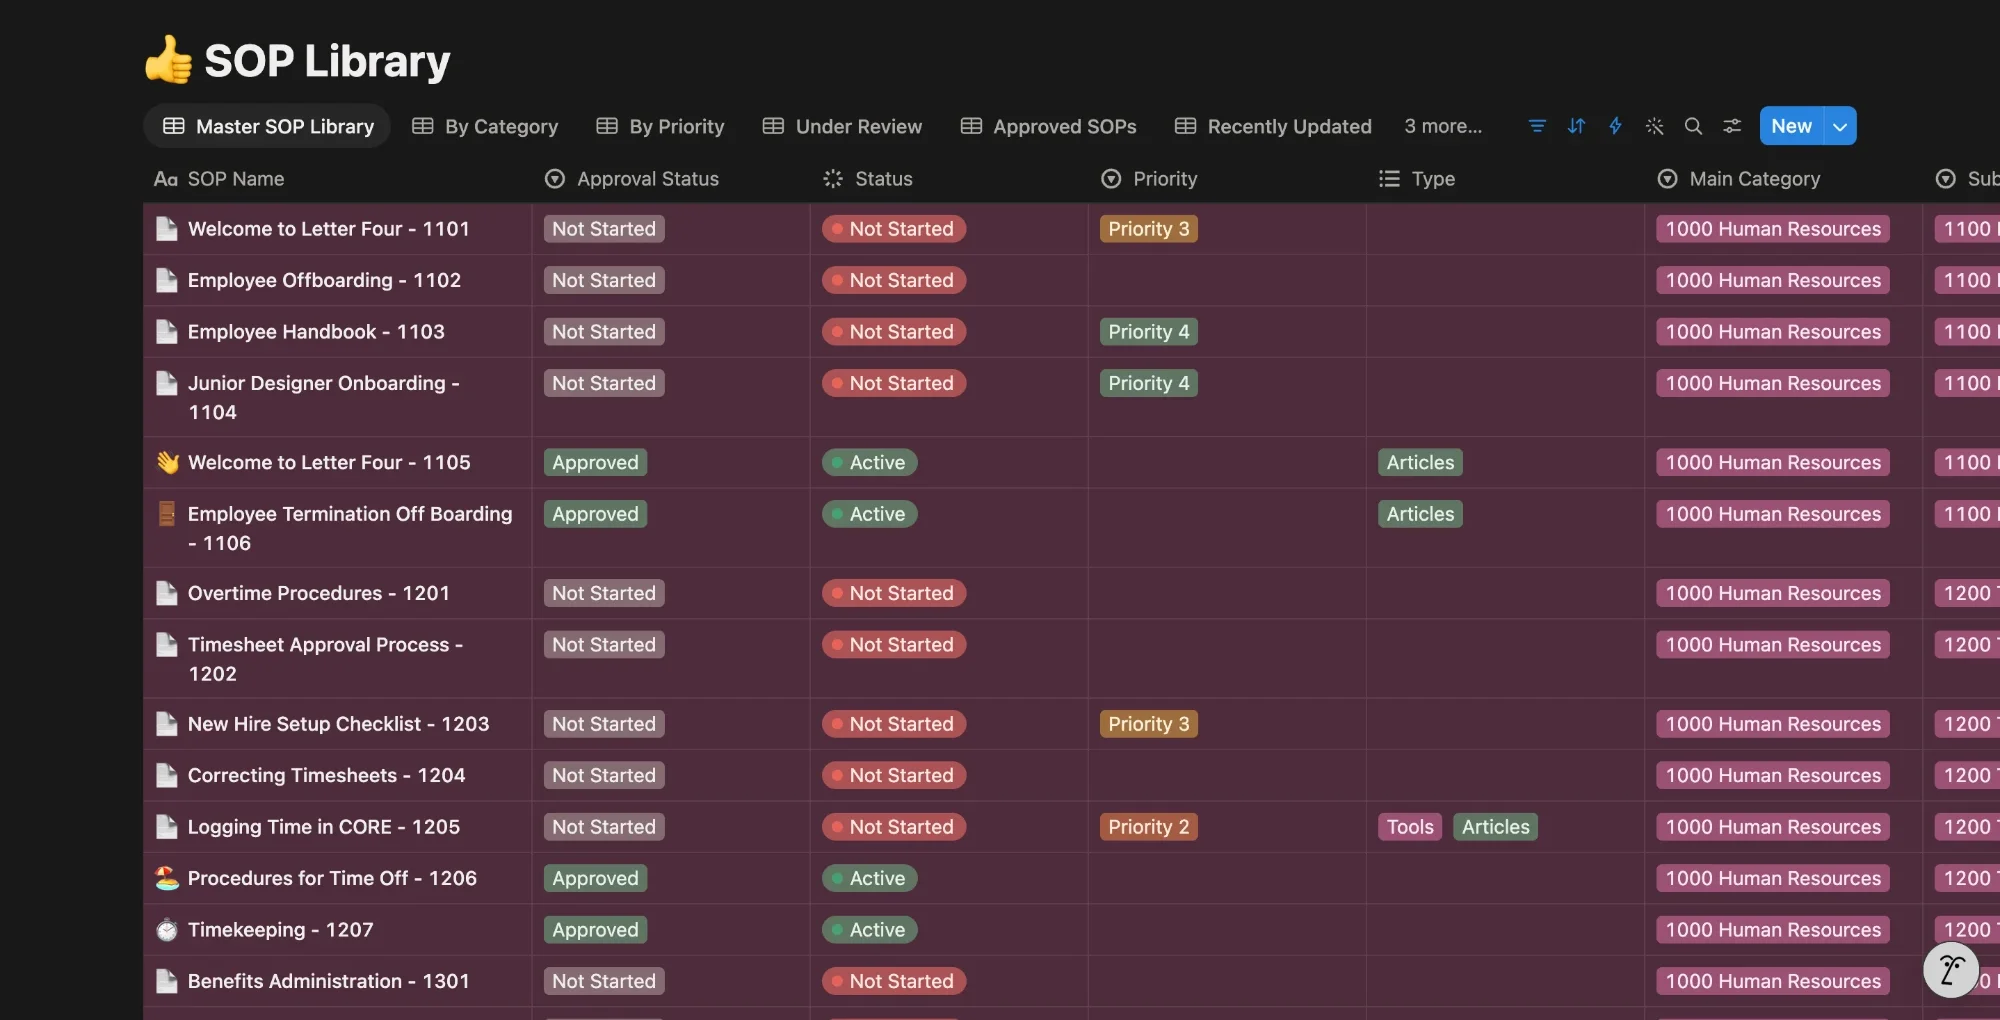 SOP Library
Master SOP Library By Category By Priority Under Review Approved SOPs Recently Updated 3 more... New
Aa SOP Name Approval Status Status Priority Type Main Category Sub
Welcome to Letter Four - 1101 Not Started Not Started Priority 3 1000 Human Resources 1100
Employee Offboarding - 1102 Not Started Not Started 1000 Human Resources 1100
Employee Handbook - 1103 Not Started Not Started Priority 4 1000 Human Resources 1100
Junior Designer Onboarding - Not Started Not Started Priority 4 1000 Human Resources 1100
1104
Welcome to Letter Four - 1105 Approved Active Articles 1000 Human Resources 1100
Employee Termination Off Boarding Approved Active Articles 1000 Human Resources 1100
- 1106
Overtime Procedures - 1201 Not Started Not Started 1000 Human Resources 1200
Timesheet Approval Process - Not Started Not Started 1000 Human Resources 1200
1202
New Hire Setup Checklist - 1203 Not Started Not Started Priority 3 1000 Human Resources 1200
Correcting Timesheets - 1204 Not Started Not Started 1000 Human Resources 1200
Logging Time in CORE - 1205 Not Started Not Started Priority 2 Tools Articles 1000 Human Resources 1200
Procedures for Time Off - 1206 Approved Active 1000 Human Resources 1200
Timekeeping - 1207 Approved Active 1000 Human Resources 1200
Benefits Administration - 1301 Not Started Not Started 1000 Human Resources